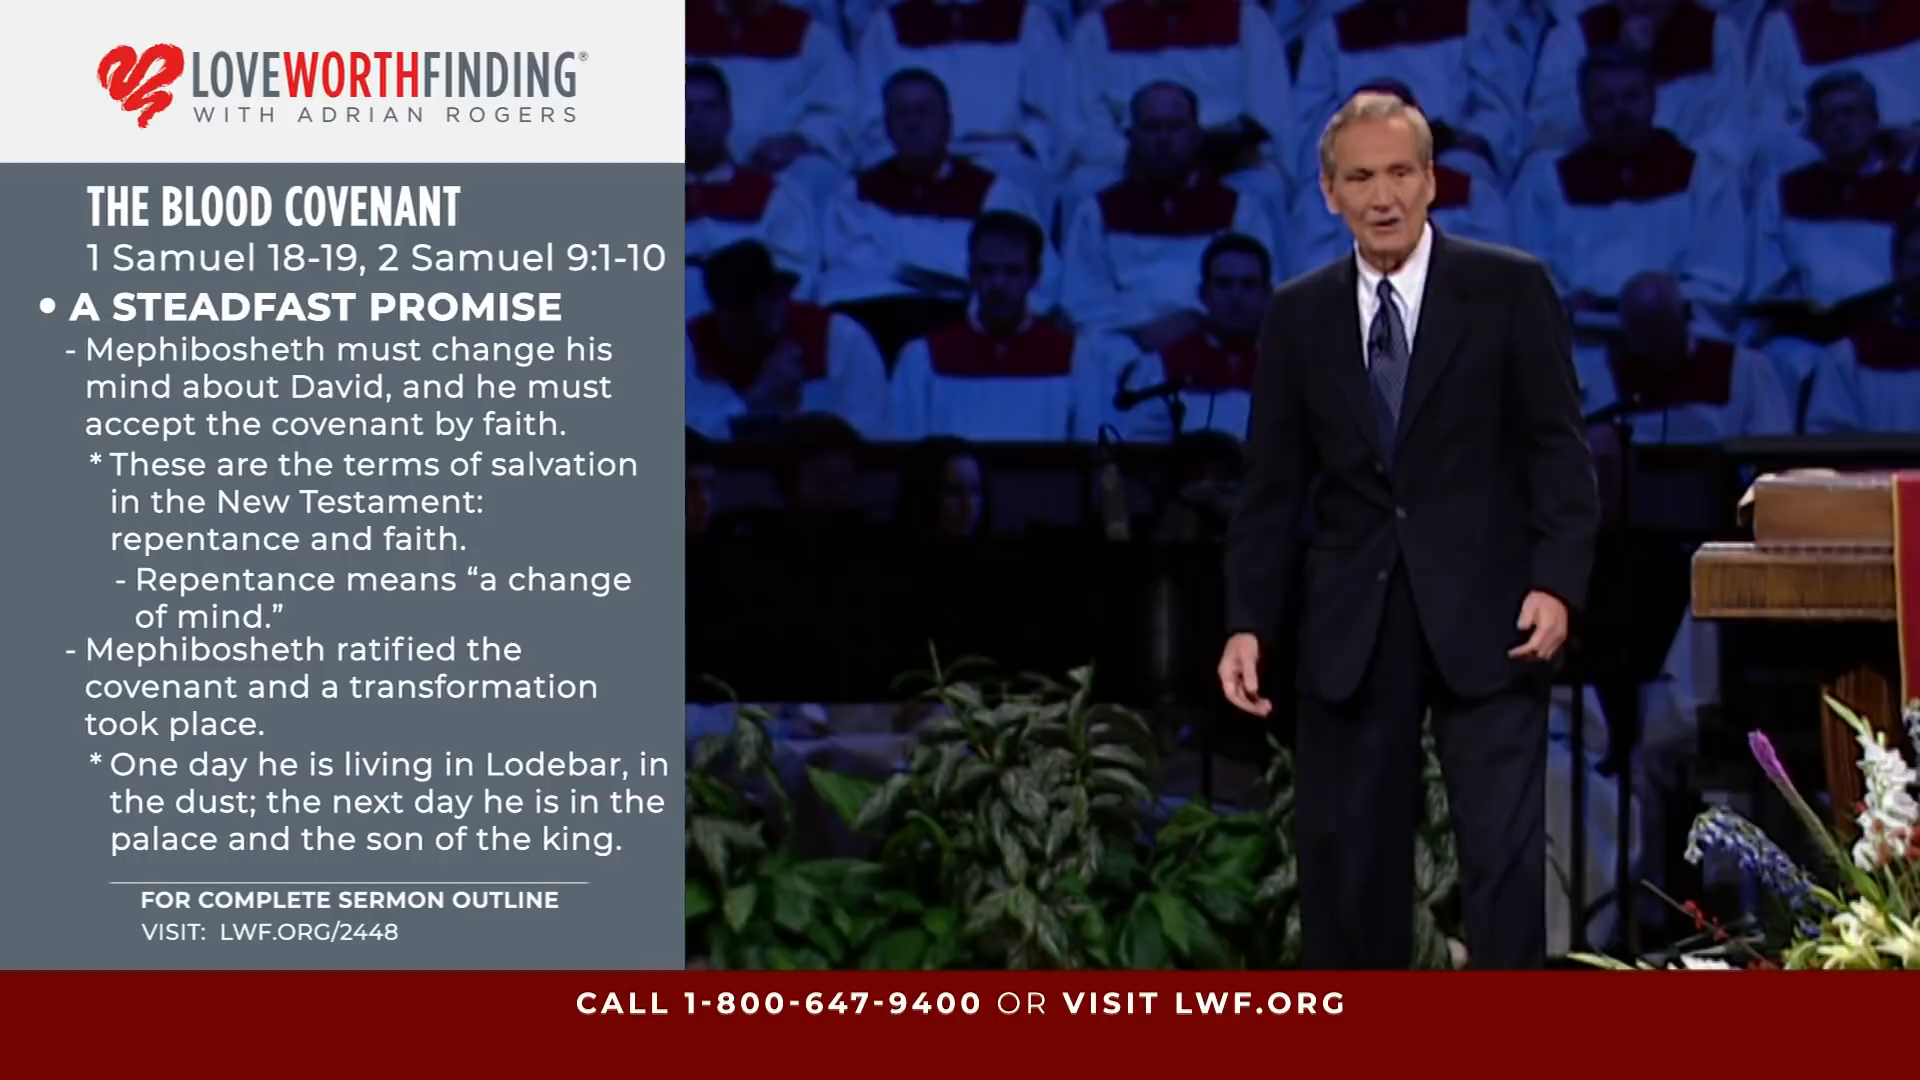 LOVEWORTHFINDING®
WITH ADRIAN ROGERS
THE BLOOD COVENANT
1 Samuel 18-19, 2 Samuel 9:1-10
• A STEADFAST PROMISE
- Mephibosheth must change his
mind about David, and he must
accept the covenant by faith.
* These are the terms of salvation
in the New Testament:
repentance and faith.
- Repentance means “a change
of mind.”
- Mephibosheth ratified the
covenant and a transformation
took place.
* One day he is living in Lodebar, in
the dust; the next day he is in the
palace and the son of the king.
FOR COMPLETE SERMON OUTLINE
VISIT: LWF.ORG/2448
CALL 1-800-647-9400 OR VISIT LWF.ORG